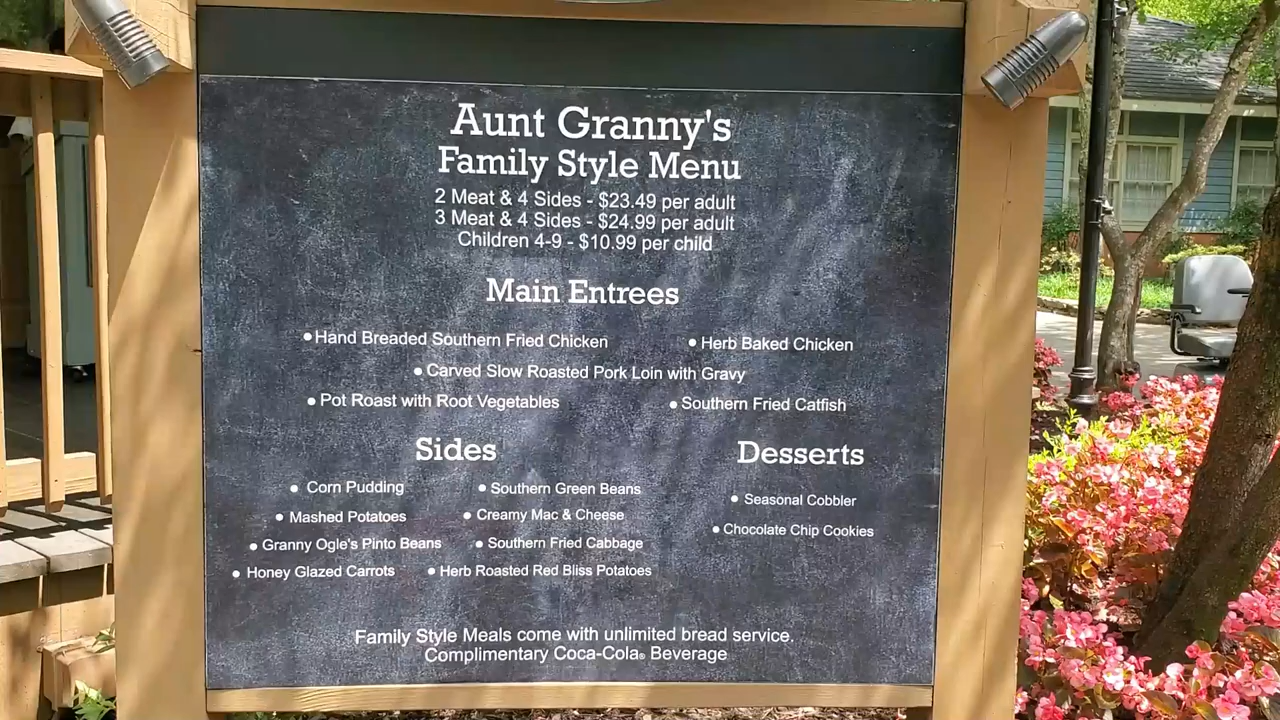 Aunt Granny's
Family Style Menu
2 Meat & 4 Sides - $23.49 per adult
3 Meat & 4 Sides - $24.99 per adult
Children 4-9 - $10.99 per child
Main Entrees
• Hand Breaded Southern Fried Chicken
• Herb Baked Chicken
• Carved Slow Roasted Pork Loin with Gravy
• Pot Roast with Root Vegetables
• Southern Fried Catfish
Sides
• Corn Pudding
• Southern Green Beans
• Mashed Potatoes
• Creamy Mac & Cheese
• Granny Ogle's Pinto Beans
• Southern Fried Cabbage
• Honey Glazed Carrots
• Herb Roasted Red Bliss Potatoes
Desserts
• Seasonal Cobbler
• Chocolate Chip Cookies
Family Style Meals come with unlimited bread service.
Complimentary Coca-Cola® Beverage